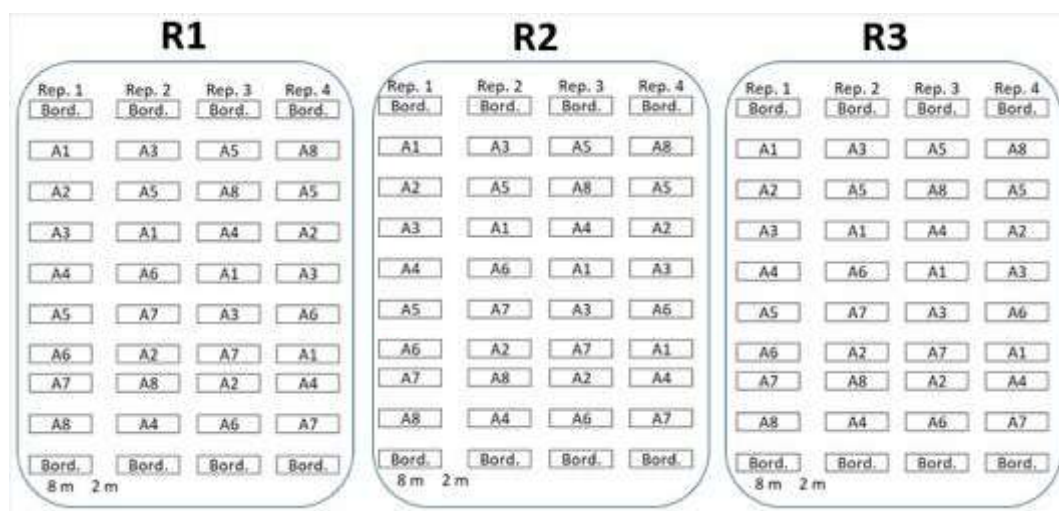 R1 R2 R3
Rep. 1 Rep. 2 Rep. 3 Rep. 4 Rep. 1 Rep. 2 Rep. 3 Rep. 4 Rep. 1 Rep. 2 Rep. 3 Rep. 4
Bord. Bord. Bord. Bord. Bord. Bord. Bord. Bord. Bord. Bord. Bord. Bord.
A1 A3 A5 A8 A1 A3 A5 A8 A1 A3 A5 A8
A2 A5 A8 A5 A2 A5 A8 A5 A2 A5 A8 A5
A3 A1 A4 A2 A3 A1 A4 A2 A3 A1 A4 A2
A4 A6 A1 A3 A4 A6 A1 A3 A4 A6 A1 A3
A5 A7 A3 A6 A5 A7 A3 A6 A5 A7 A3 A6
A6 A2 A7 A1 A6 A2 A7 A1 A6 A2 A7 A1
A7 A8 A2 A4 A7 A8 A2 A4 A7 A8 A2 A4
A8 A4 A6 A7 A8 A4 A6 A7 A8 A4 A6 A7
Bord. Bord. Bord. Bord. Bord. Bord. Bord. Bord. Bord. Bord. Bord. Bord.
8 m 2 m 8 m 2 m 8 m 2 m